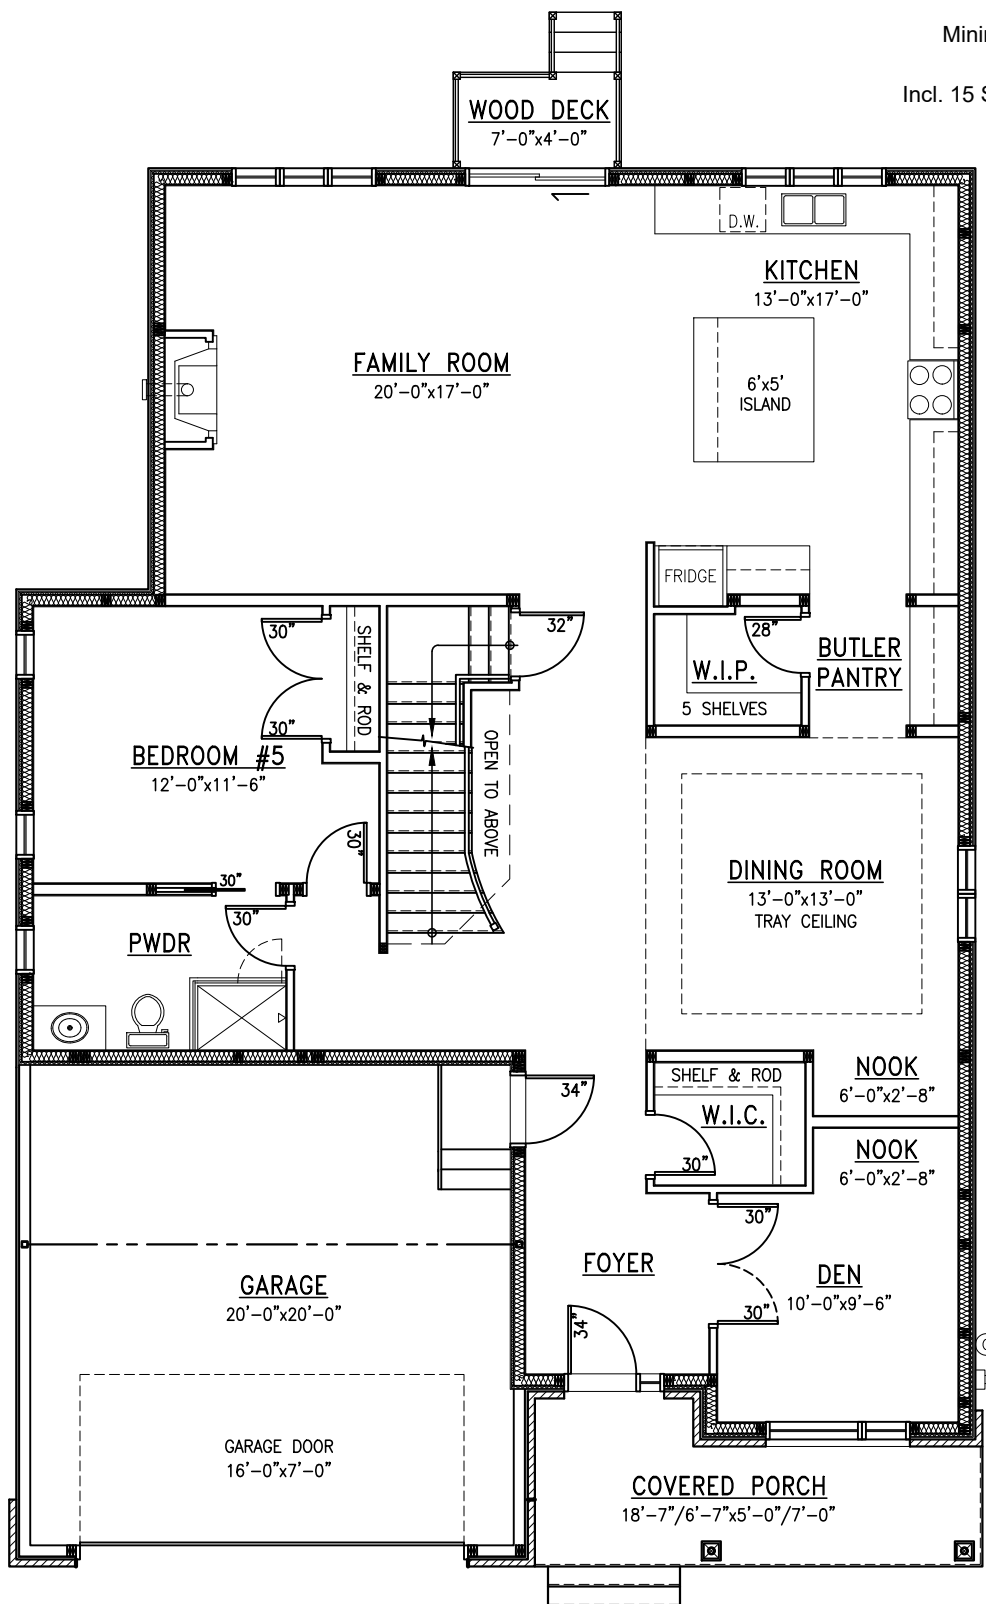 Minin
Incl. 15 S
WOOD DECK
7'-0"x4'-0"
D.W.
KITCHEN
13'-0"x17'-0"
FAMILY ROOM
20'-0"x17'-0"
6'x5'
ISLAND
FRIDGE
30"
SHELF & ROD
32"
28"
BUTLER
PANTRY
W.I.P.
5 SHELVES
30"
BEDROOM #5
12'-0"x11'-6"
OPEN TO ABOVE
30"
DINING ROOM
13'-0"x13'-0"
TRAY CEILING
30"
30"
PWDR
NOOK
6'-0"x2'-8"
SHELF & ROD
34"
W.I.C.
NOOK
6'-0"x2'-8"
30"
30"
FOYER
DEN
10'-0"x9'-6"
GARAGE
20'-0"x20'-0"
30"
34"
GARAGE DOOR
16'-0"x7'-0"
COVERED PORCH
18'-7"/6'-7"x5'-0"/7'-0"